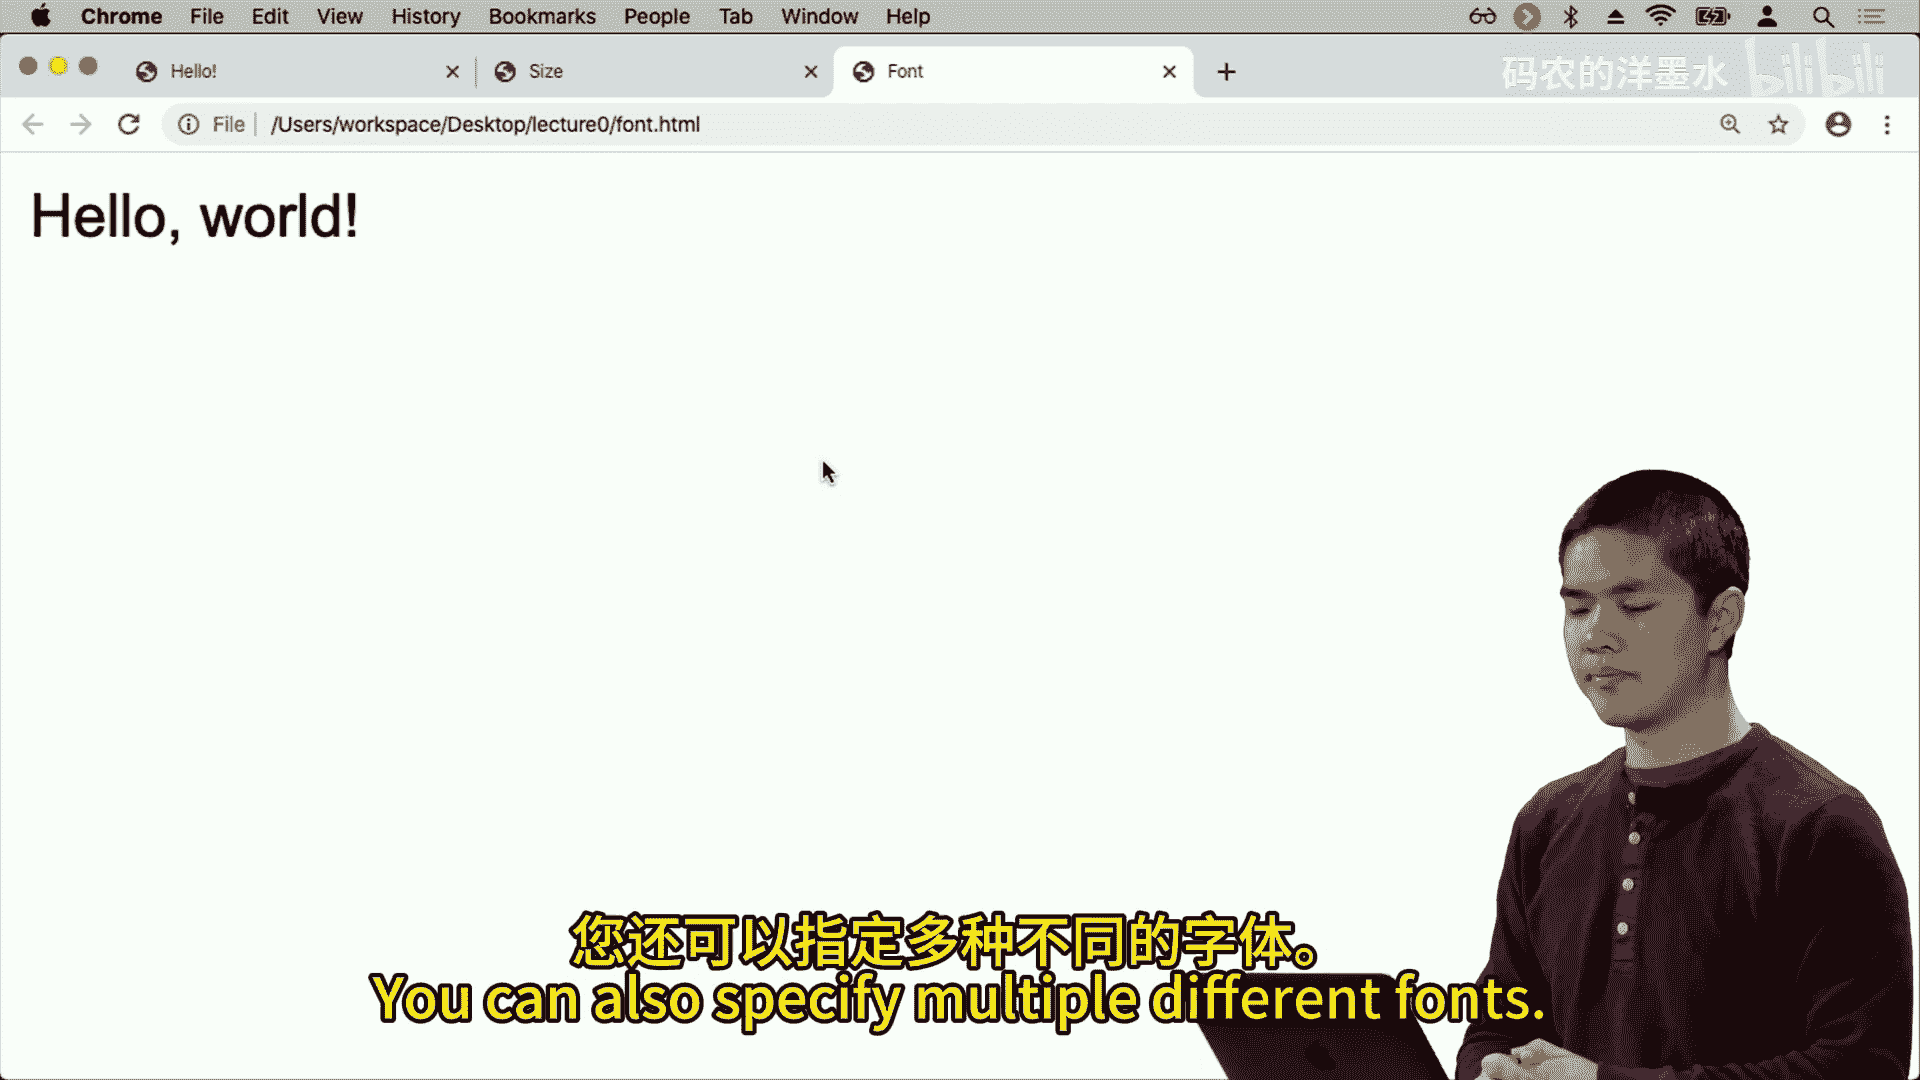 Chrome File Edit View History Bookmarks People Tab Window Help
Hello! Size Font
码农的洋墨水 bilibili
File /Users/workspace/Desktop/lecture0/font.html
Hello, world!
您还可以指定多种不同的字体。
You can also specify multiple different fonts.